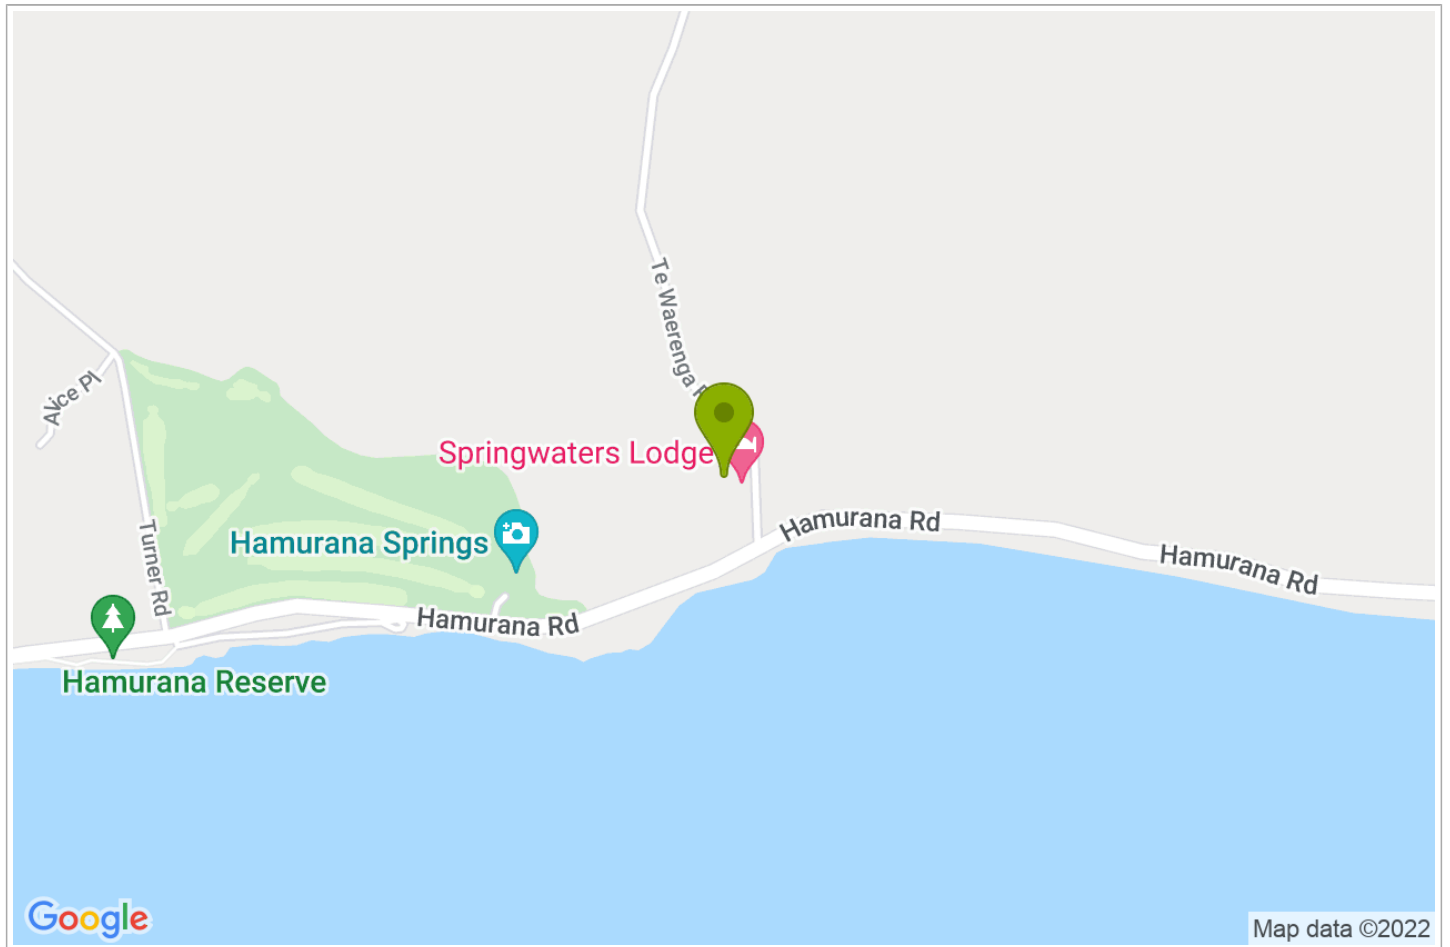 Te Waerenga R
Alice Pl
Springwaters Lodge
Hamurana Rd
Hamurana Springs
Turner Rd
Hamurana Rd
Hamurana Rd
Hamurana Reserve
Google
Map data ©2022